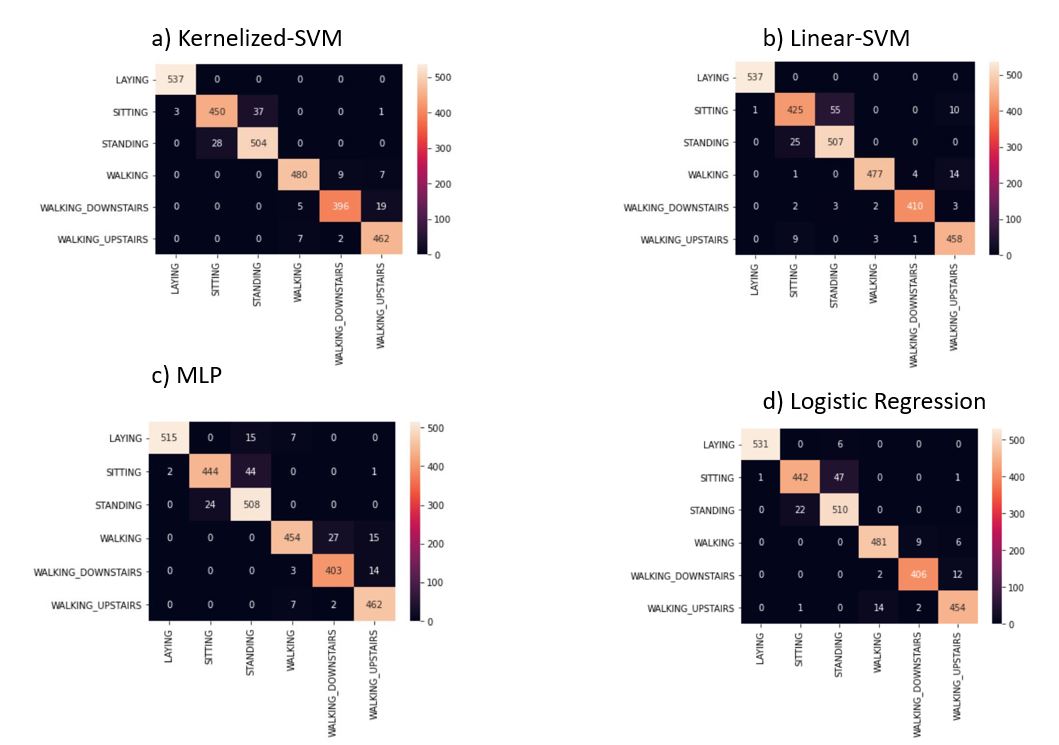 a) Kernelized-SVM
LAYING 537 0 0 0 0 0
SITTING 3 450 37 0 0 1
STANDING 0 28 504 0 0 0
WALKING 0 0 0 480 9 7
WALKING_DOWNSTAIRS 0 0 0 5 396 19
WALKING_UPSTAIRS 0 0 0 7 2 462
LAYING
SITTING
STANDING
WALKING
WALKING_DOWNSTAIRS
WALKING_UPSTAIRS
500
400
300
200
100
0
b) Linear-SVM
LAYING 537 0 0 0 0 0
SITTING 1 425 55 0 0 10
STANDING 0 25 507 0 0 0
WALKING 0 1 0 477 4 14
WALKING_DOWNSTAIRS 0 2 3 2 410 3
WALKING_UPSTAIRS 0 9 0 3 1 458
LAYING
SITTING
STANDING
WALKING
WALKING_DOWNSTAIRS
WALKING_UPSTAIRS
500
400
300
200
100
0
c) MLP
LAYING 515 0 15 7 0 0
SITTING 2 444 44 0 0 1
STANDING 0 24 508 0 0 0
WALKING 0 0 0 454 27 15
WALKING_DOWNSTAIRS 0 0 0 3 403 14
WALKING_UPSTAIRS 0 0 0 7 2 462
LAYING
SITTING
STANDING
WALKING
WALKING_DOWNSTAIRS
WALKING_UPSTAIRS
500
400
300
200
100
0
d) Logistic Regression
LAYING 531 0 6 0 0 0
SITTING 1 442 47 0 0 1
STANDING 0 22 510 0 0 0
WALKING 0 0 0 481 9 6
WALKING_DOWNSTAIRS 0 0 0 2 406 12
WALKING_UPSTAIRS 0 1 0 14 2 454
LAYING
SITTING
STANDING
WALKING
WALKING_DOWNSTAIRS
WALKING_UPSTAIRS
500
400
300
200
100
0